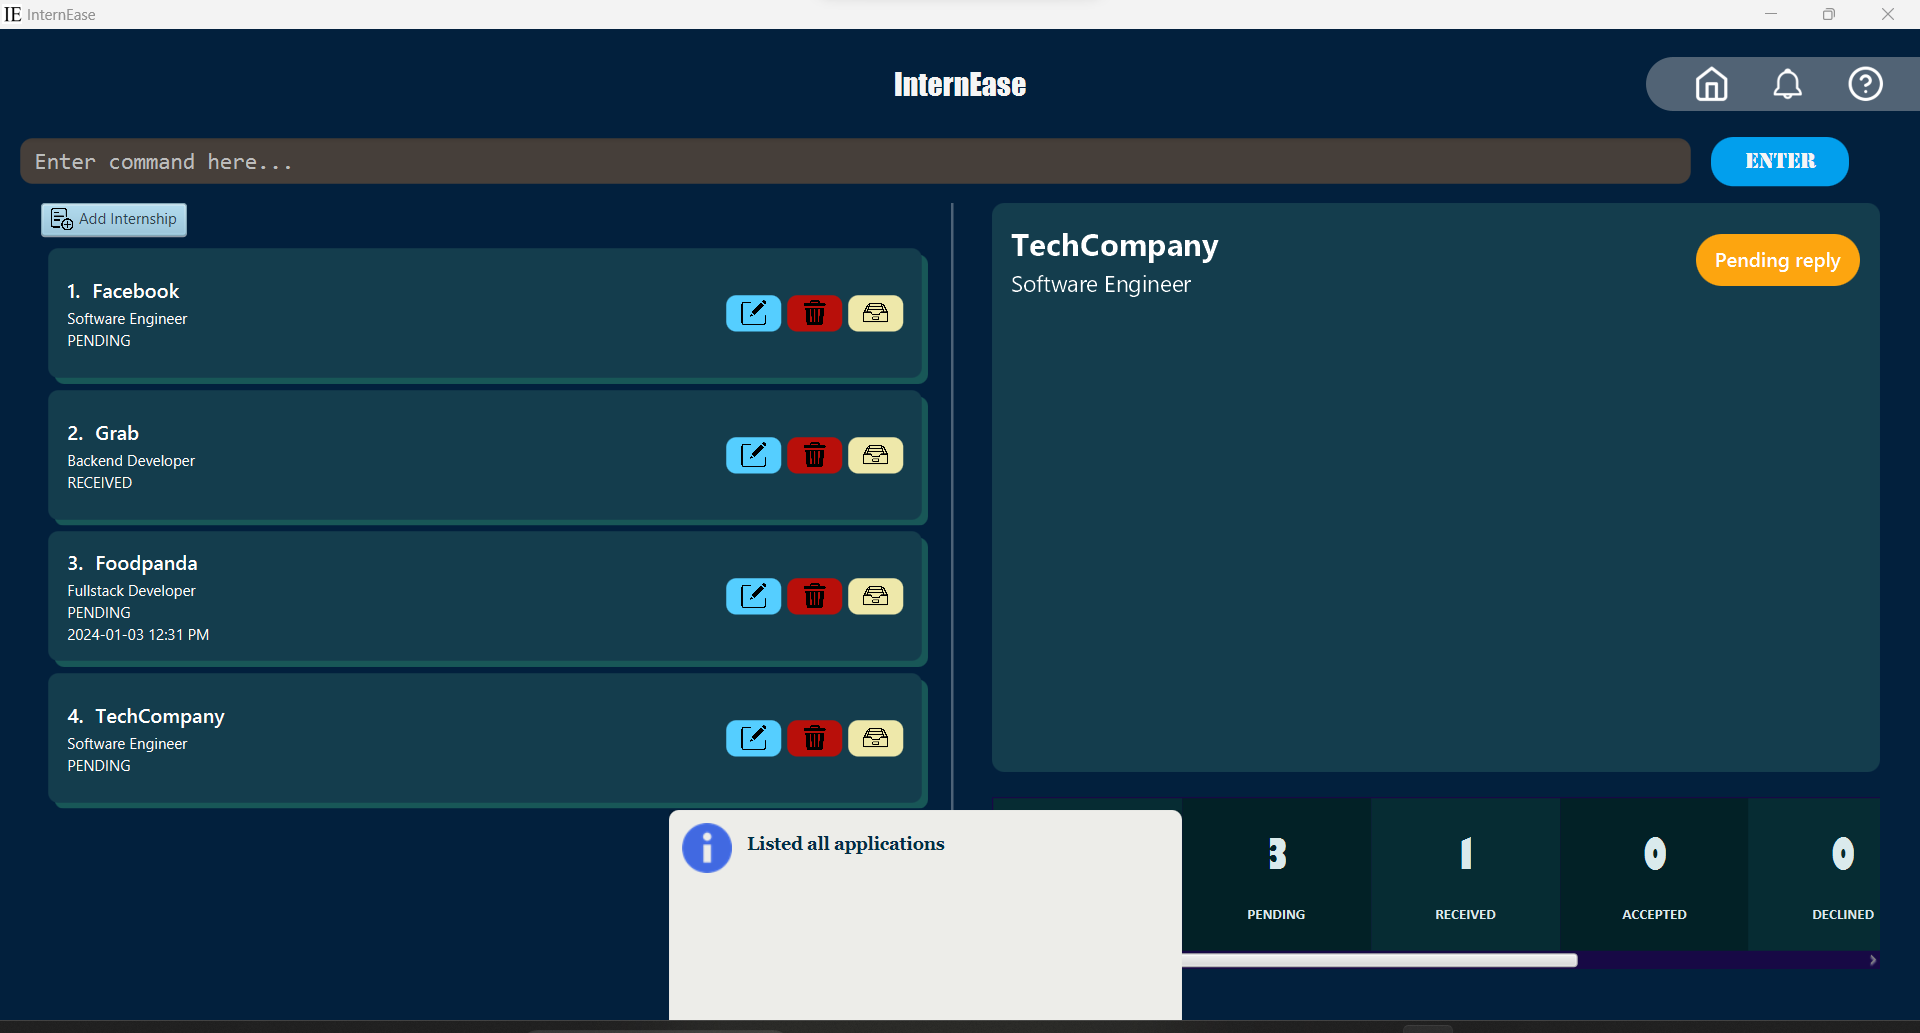 IE InternEase
InternEase
Enter command here...
ENTER
Add Internship
1. Facebook
Software Engineer
PENDING
2. Grab
Backend Developer
RECEIVED
3. Foodpanda
Fullstack Developer
PENDING
2024-01-03 12:31 PM
4. TechCompany
Software Engineer
PENDING
TechCompany
Software Engineer
Pending reply
Listed all applications
3
PENDING
1
RECEIVED
0
ACCEPTED
0
DECLINED